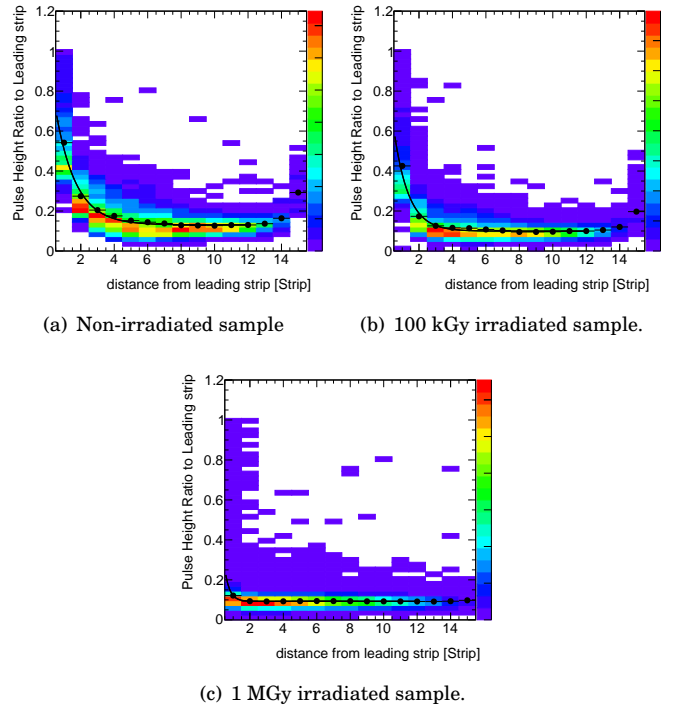 Pulse Height Ratio to Leading strip
1.2
1
0.8
0.6
0.4
0.2
0
2 4 6 8 10 12 14
distance from leading strip [Strip]
(a) Non-irradiated sample
Pulse Height Ratio to Leading strip
1.2
1
0.8
0.6
0.4
0.2
0
2 4 6 8 10 12 14
distance from leading strip [Strip]
(b) 100 kGy irradiated sample.
Pulse Height Ratio to Leading strip
1.2
1
0.8
0.6
0.4
0.2
0
2 4 6 8 10 12 14
distance from leading strip [Strip]
(c) 1 MGy irradiated sample.